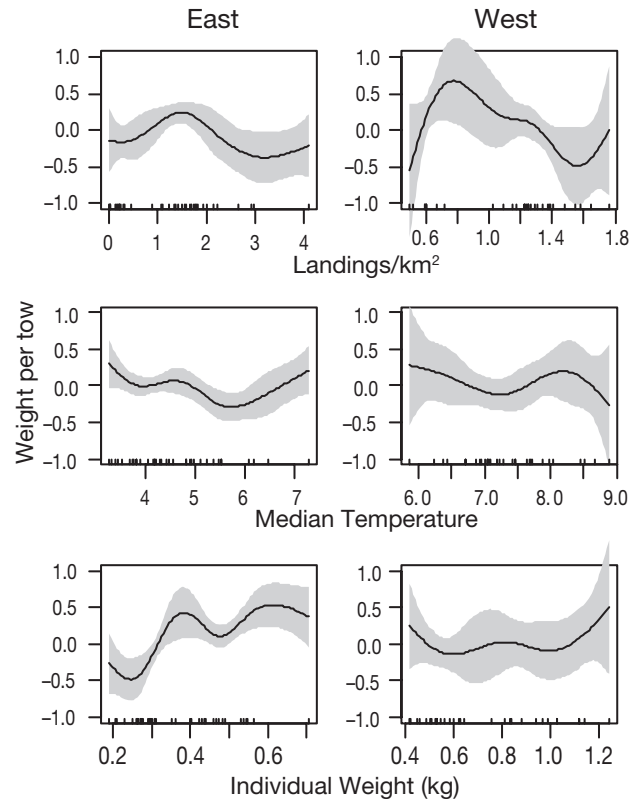 East West
1.0 1.0
0.5 0.5
0.0 0.0
−0.5 −0.5
−1.0 −1.0
0 1 2 3 4 0.6 1.0 1.4 1.8
Landings/km²
1.0 1.0
0.5 0.5
0.0 0.0
−0.5 −0.5
−1.0 −1.0
4 5 6 7 6.0 7.0 8.0 9.0
Median Temperature
Weight per tow
1.0 1.0
0.5 0.5
0.0 0.0
−0.5 −0.5
−1.0 −1.0
0.2 0.4 0.6 0.4 0.6 0.8 1.0 1.2
Individual Weight (kg)